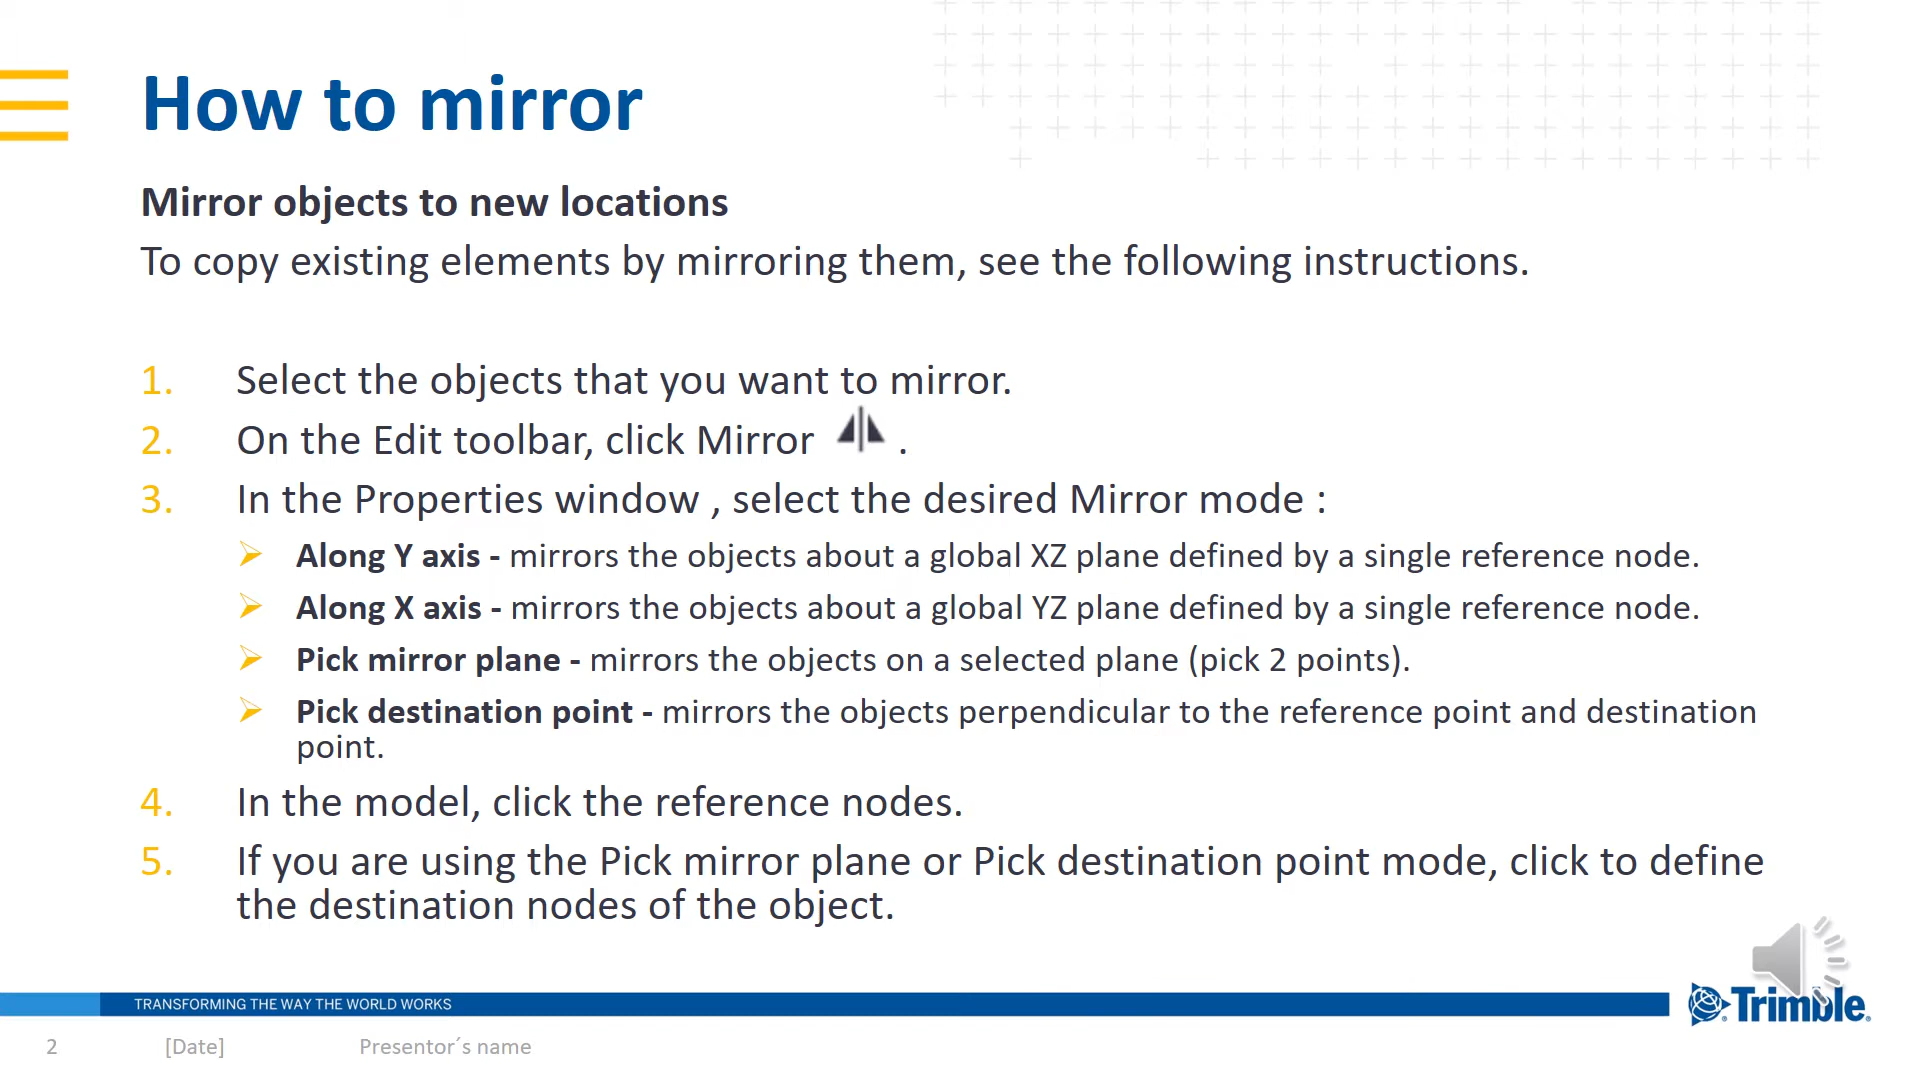 How to mirror
Mirror objects to new locations
To copy existing elements by mirroring them, see the following instructions.
1. Select the objects that you want to mirror.
2. On the Edit toolbar, click Mirror .
3. In the Properties window , select the desired Mirror mode :
Along Y axis - mirrors the objects about a global XZ plane defined by a single reference node.
Along X axis - mirrors the objects about a global YZ plane defined by a single reference node.
Pick mirror plane - mirrors the objects on a selected plane (pick 2 points).
Pick destination point - mirrors the objects perpendicular to the reference point and destination
point.
4. In the model, click the reference nodes.
5. If you are using the Pick mirror plane or Pick destination point mode, click to define
the destination nodes of the object.
TRANSFORMING THE WAY THE WORLD WORKS
Trimble®
2 [Date] Presentor´s name